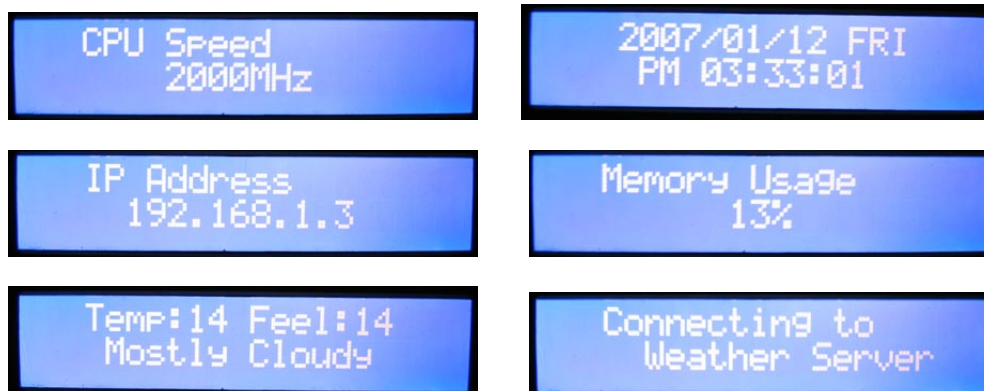 CPU Speed
2000MHz
2007/01/12 FRI
PM 03:33:01
IP Address
192.168.1.3
Memory Usage
13%
Temp:14 Feel:14
Mostly Cloudy
Connecting to
Weather Server